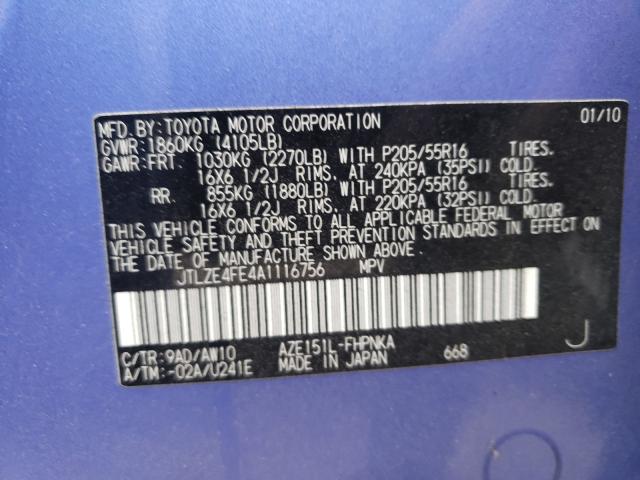 MFD. BY: TOYOTA MOTOR CORPORATION 01/10
GVWR: 1860KG (4105LB)
GAWR: FRT. 1030KG (2270LB) WITH P205/55R16 TIRES.
16X6 1/2J RIMS. AT 240KPA (35PSI) COLD.
RR. 855KG (1880LB) WITH P205/55R16 TIRES.
16X6 1/2J RIMS. AT 220KPA (32PSI) COLD.
THIS VEHICLE CONFORMS TO ALL APPLICABLE FEDERAL MOTOR
VEHICLE SAFETY AND THEFT PREVENTION STANDARDS IN EFFECT ON
THE DATE OF MANUFACTURE SHOWN ABOVE.
JTLZE4FE4A1116756 MPV
C/TR: 9AD/AW10 AZE151L-FHPNKA
A/TM: -02A/U241E MADE IN JAPAN 668 J